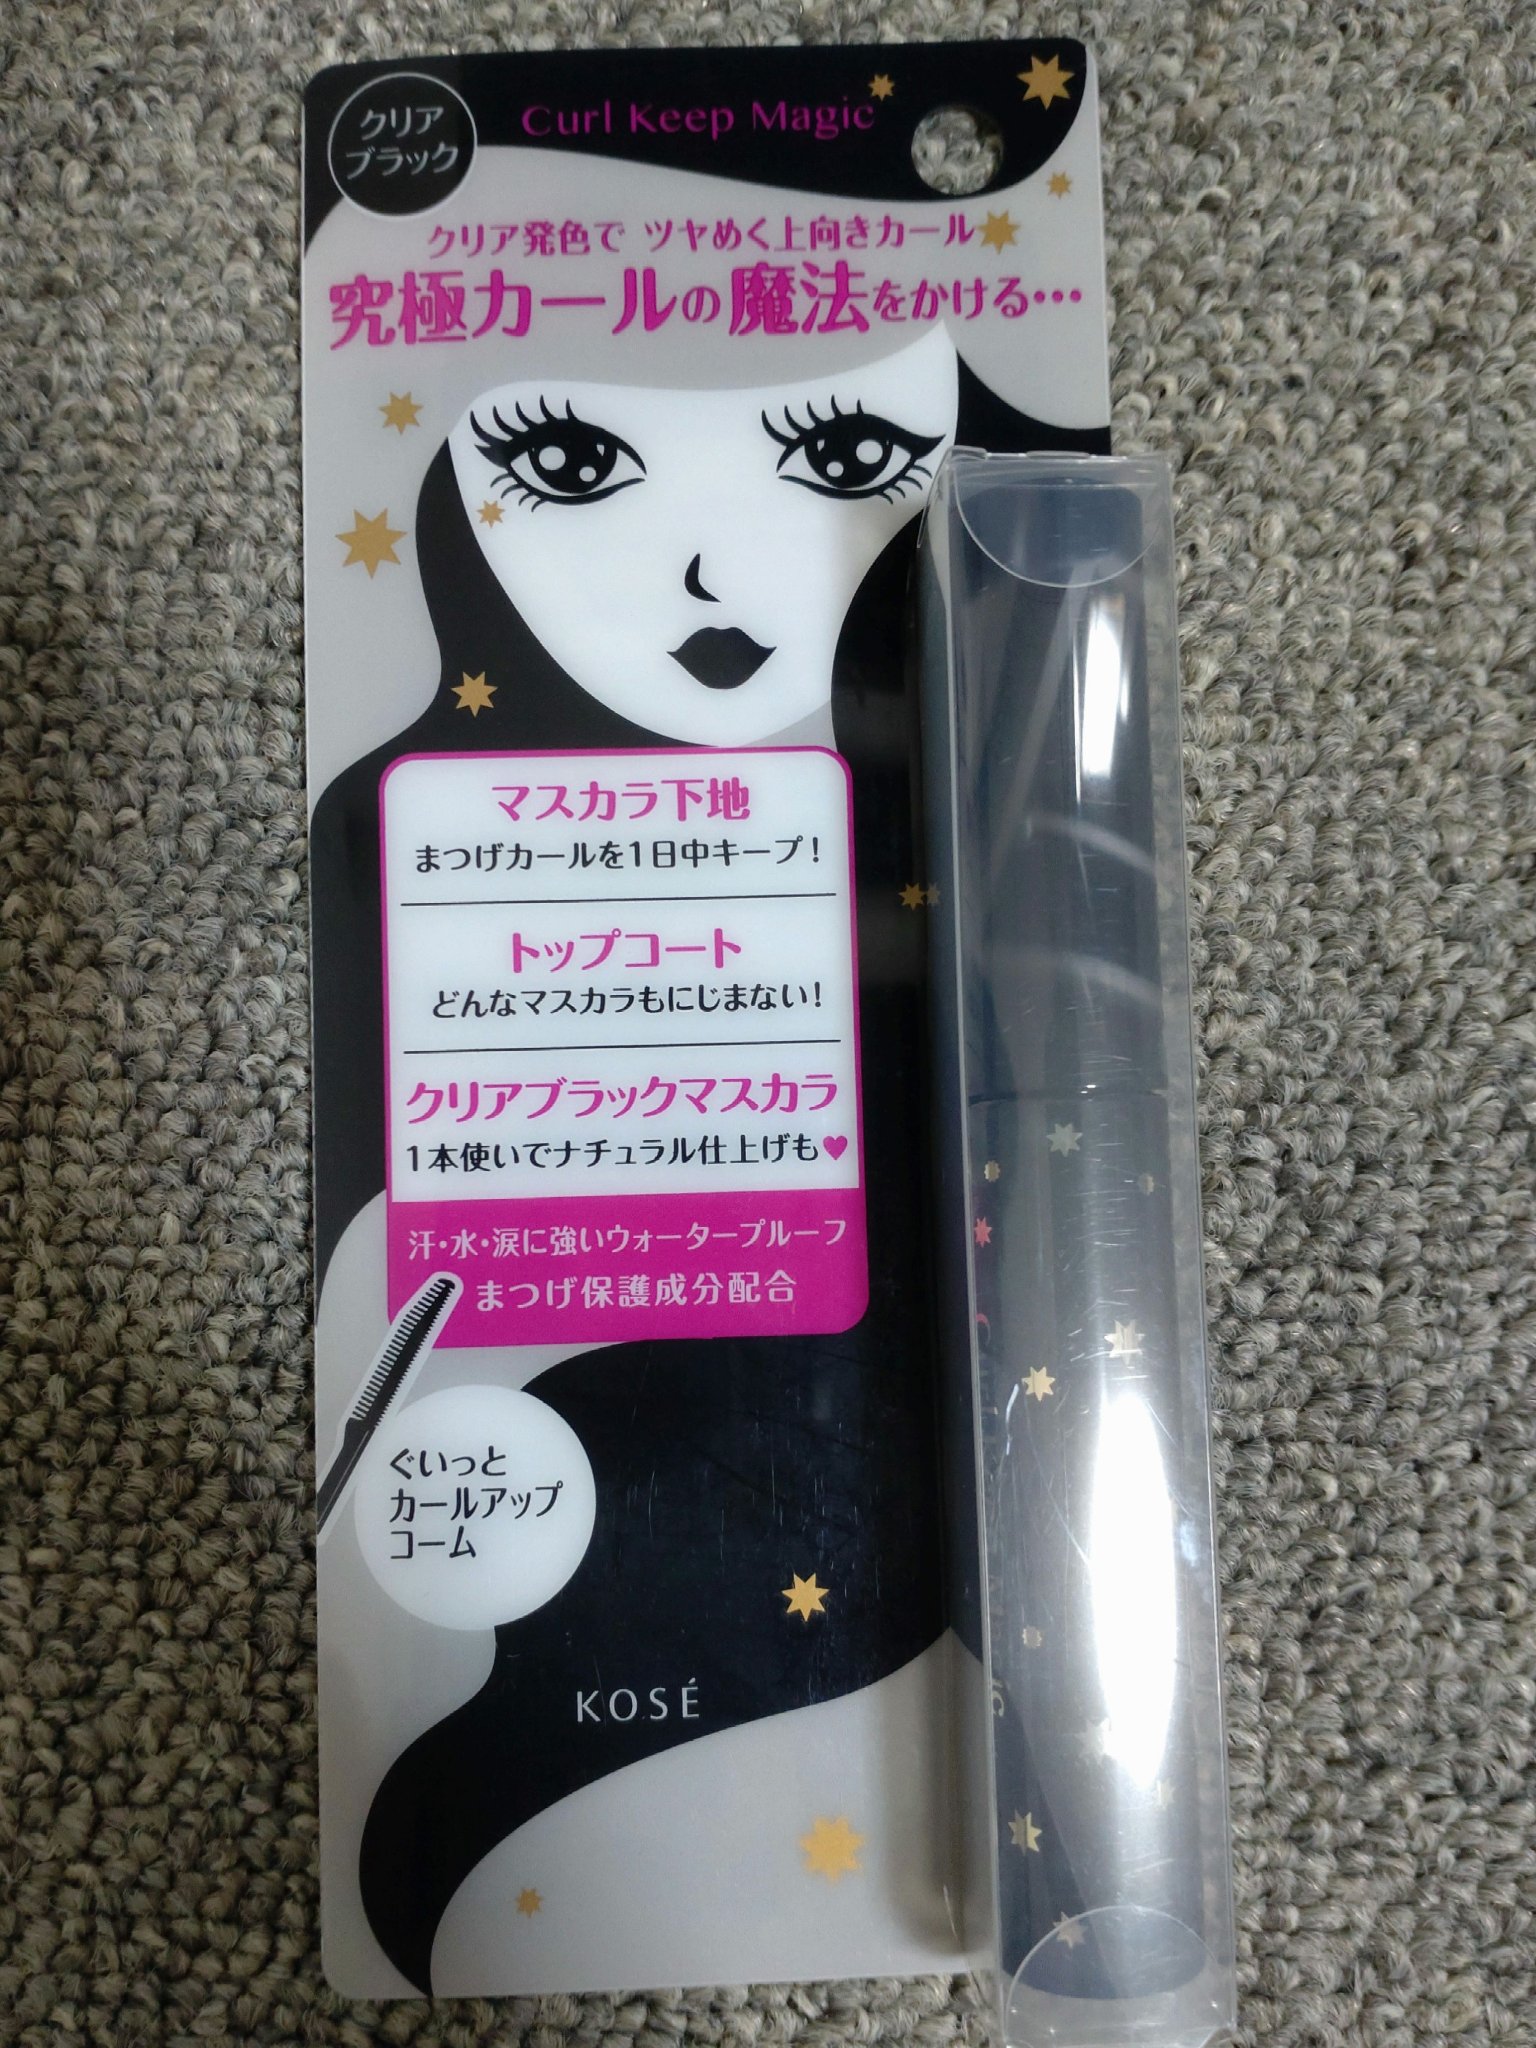 クリア
ブラック
Curl Keep Magic
クリア発色で ツヤめく上向きカール
究極カールの魔法をかける…
マスカラ下地
まつげカールを1日中キープ!
トップコート
どんなマスカラもにじまない!
クリアブラックマスカラ
1本使いでナチュラル仕上げも♥
汗・水・涙に強いウォータープルーフ
まつげ保護成分配合
ぐいっと
カールアップ
コーム
KOSÉ